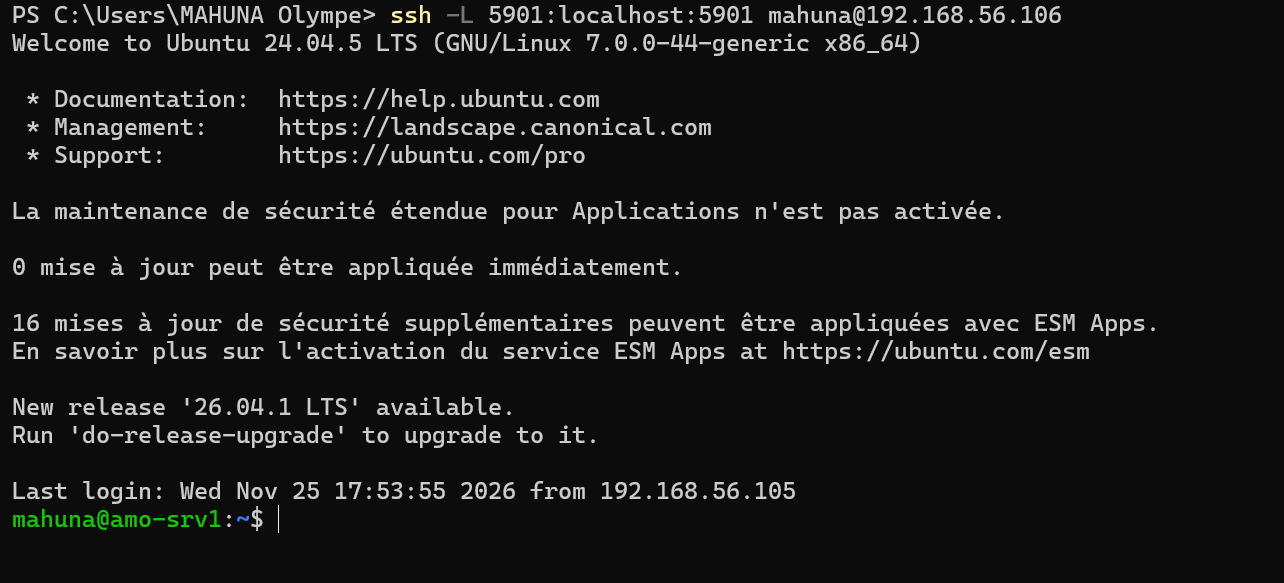 PS C:\Users\MAHUNA Olympe> ssh -L 5901:localhost:5901 mahuna@192.168.56.106
Welcome to Ubuntu 24.04.5 LTS (GNU/Linux 7.0.0-44-generic x86_64)
* Documentation:  https://help.ubuntu.com
* Management:     https://landscape.canonical.com
* Support:        https://ubuntu.com/pro
La maintenance de sécurité étendue pour Applications n'est pas activée.
0 mise à jour peut être appliquée immédiatement.
16 mises à jour de sécurité supplémentaires peuvent être appliquées avec ESM Apps.
En savoir plus sur l'activation du service ESM Apps at https://ubuntu.com/esm
New release '26.04.1 LTS' available.
Run 'do-release-upgrade' to upgrade to it.
Last login: Wed Nov 25 17:53:55 2026 from 192.168.56.105
mahuna@amo-srv1:~$